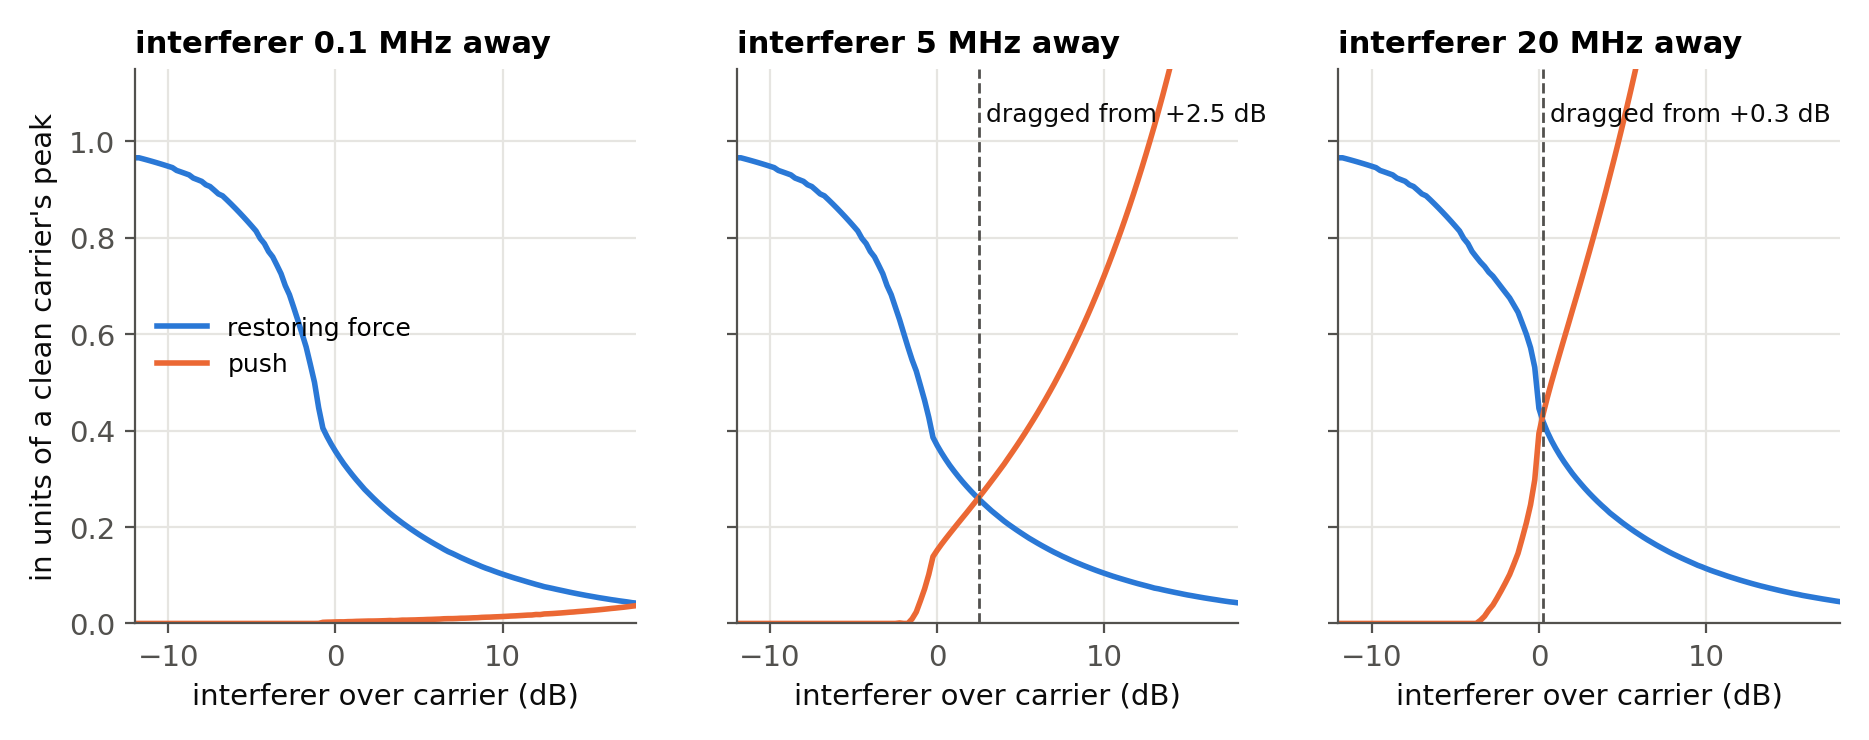 interferer 0.1 MHz away
interferer 5 MHz away
interferer 20 MHz away
in units of a clean carrier's peak
1.0
0.8
0.6
0.4
0.2
0.0
restoring force
push
dragged from +2.5 dB
dragged from +0.3 dB
−10
0
10
−10
0
10
−10
0
10
interferer over carrier (dB)
interferer over carrier (dB)
interferer over carrier (dB)